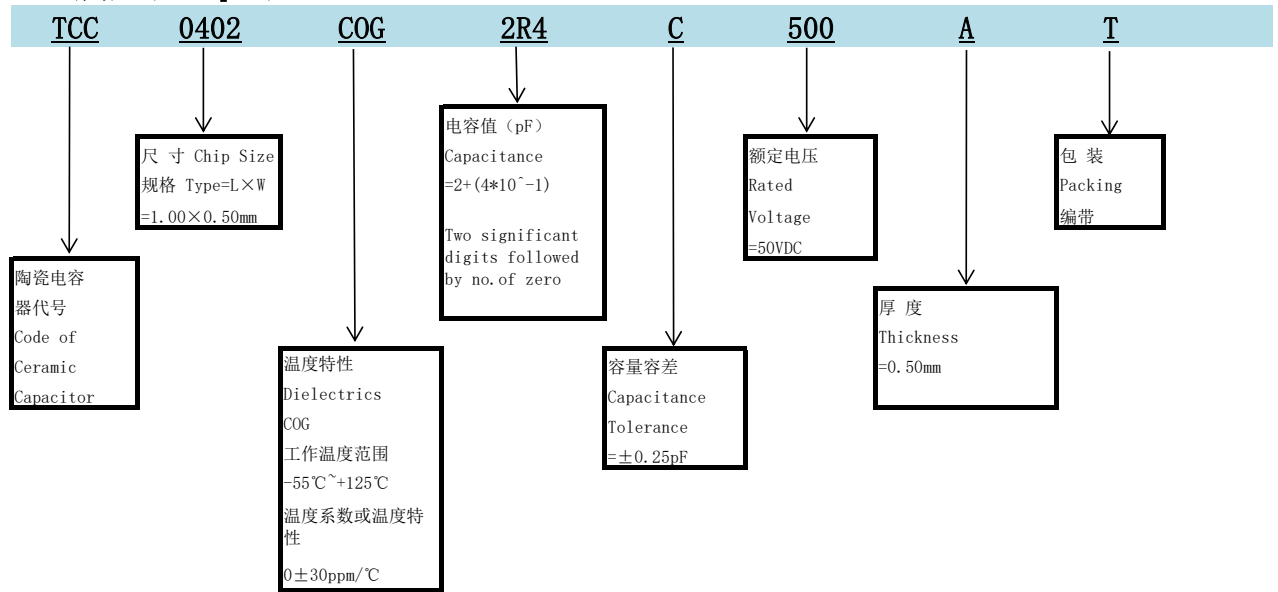 TCC 0402 COG 2R4 C 500 A T
陶瓷电容
器代号
Code of
Ceramic
Capacitor
尺 寸 Chip Size
规格 Type=L×W
=1.00×0.50mm
温度特性
Dielectrics
COG
工作温度范围
-55℃~+125℃
温度系数或温度特
性
0±30ppm/℃
电容值（pF）
Capacitance
=2+(4*10^-1)
Two significant
digits followed
by no.of zero
容量容差
Capacitance
Tolerance
=±0.25pF
额定电压
Rated
Voltage
=50VDC
厚 度
Thickness
=0.50mm
包 装
Packing
编带